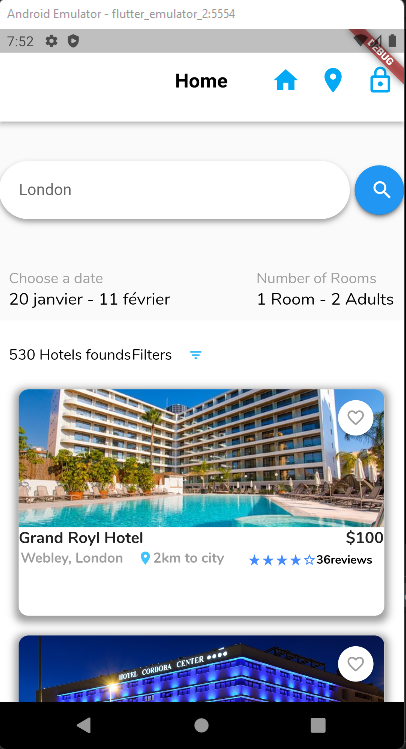 Android Emulator - flutter_emulator_2:5554
7:52
DEBUG
Home
London
Choose a date
Number of Rooms
20 janvier - 11 février
1 Room - 2 Adults
530 Hotels foundsFilters
Grand Royl Hotel
$100
Webley, London
2km to city
36reviews
HOTEL CORDOBA CENTER